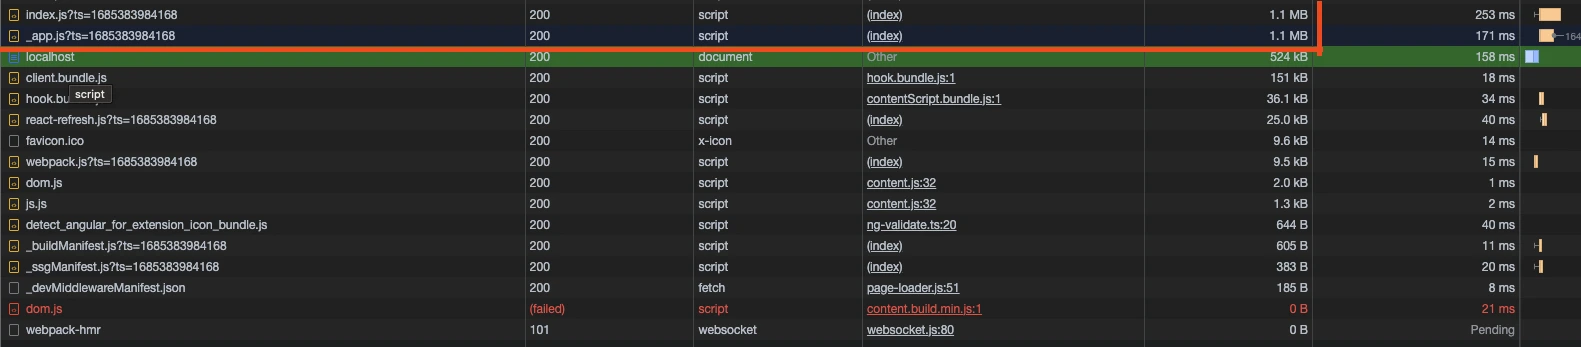 index.js?ts=1685383984168 200 script (index) 1.1 MB 253 ms
_app.js?ts=1685383984168 200 script (index) 1.1 MB 171 ms 164
localhost 200 document Other 524 kB 158 ms
client.bundle.js 200 script hook.bundle.js:1 151 kB 18 ms
hook.bu script 200 script contentScript.bundle.js:1 36.1 kB 34 ms
react-refresh.js?ts=1685383984168 200 script (index) 25.0 kB 40 ms
favicon.ico 200 x-icon Other 9.6 kB 14 ms
webpack.js?ts=1685383984168 200 script (index) 9.5 kB 15 ms
dom.js 200 script content.js:32 2.0 kB 1 ms
js.js 200 script content.js:32 1.3 kB 2 ms
detect_angular_for_extension_icon_bundle.js 200 script ng-validate.ts:20 644 B 40 ms
_buildManifest.js?ts=1685383984168 200 script (index) 605 B 11 ms
_ssgManifest.js?ts=1685383984168 200 script (index) 383 B 20 ms
_devMiddlewareManifest.json 200 fetch page-loader.js:51 185 B 8 ms
dom.js (failed) script content.build.min.js:1 0 B 21 ms
webpack-hmr 101 websocket websocket.js:80 0 B Pending